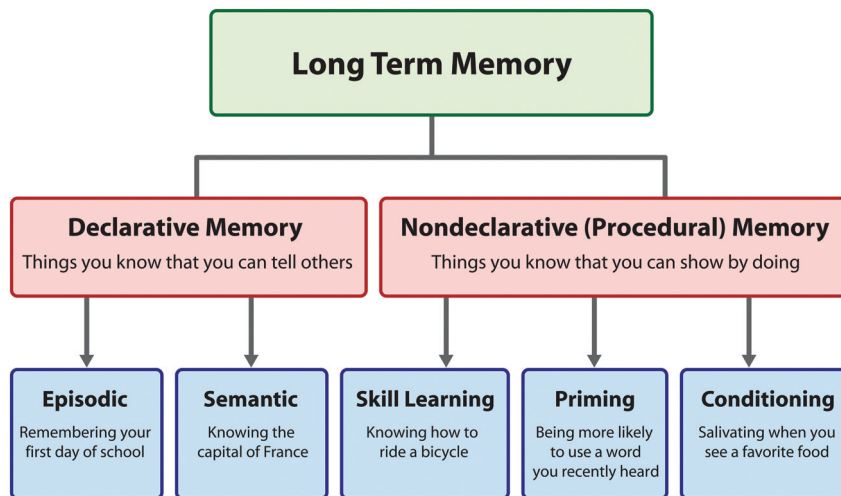 Long Term Memory
Declarative Memory
Things you know that you can tell others
Nondeclarative (Procedural) Memory
Things you know that you can show by doing
Episodic
Remembering your
first day of school
Semantic
Knowing the
capital of France
Skill Learning
Knowing how to
ride a bicycle
Priming
Being more likely
to use a word
you recently heard
Conditioning
Salivating when you
see a favorite food